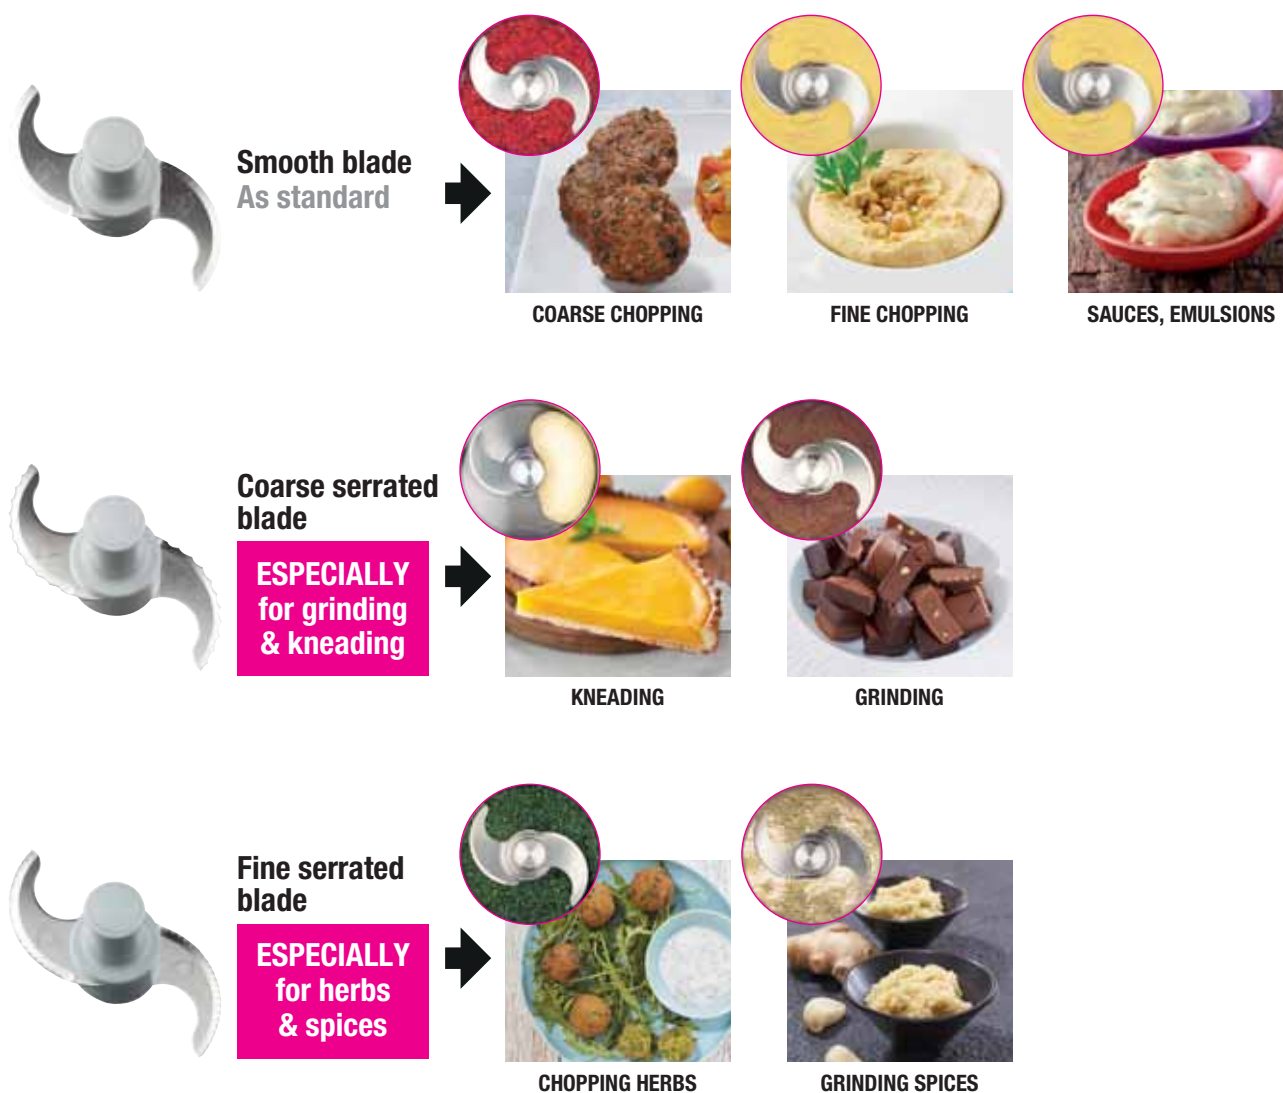 Smooth blade
As standard
COARSE CHOPPING
FINE CHOPPING
SAUCES, EMULSIONS
Coarse serrated
blade
ESPECIALLY
for grinding
& kneading
KNEADING
GRINDING
Fine serrated
blade
ESPECIALLY
for herbs
& spices
CHOPPING HERBS
GRINDING SPICES